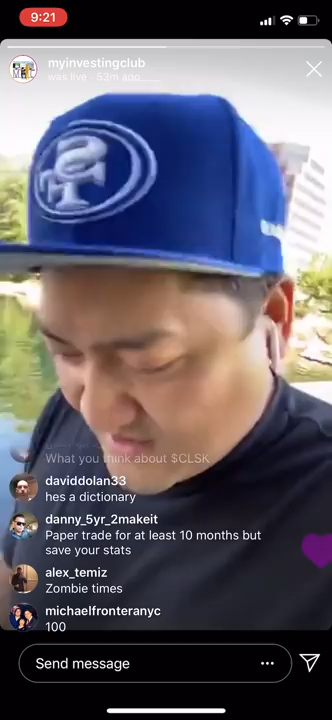 9:21
myinvestingclub
was live · 53m ago
What you think about $CLSK
daviddolan33
hes a dictionary
danny_5yr_2makeit
Paper trade for at least 10 months but
save your stats
alex_temiz
Zombie times
michaelfronteranyc
100
Send message